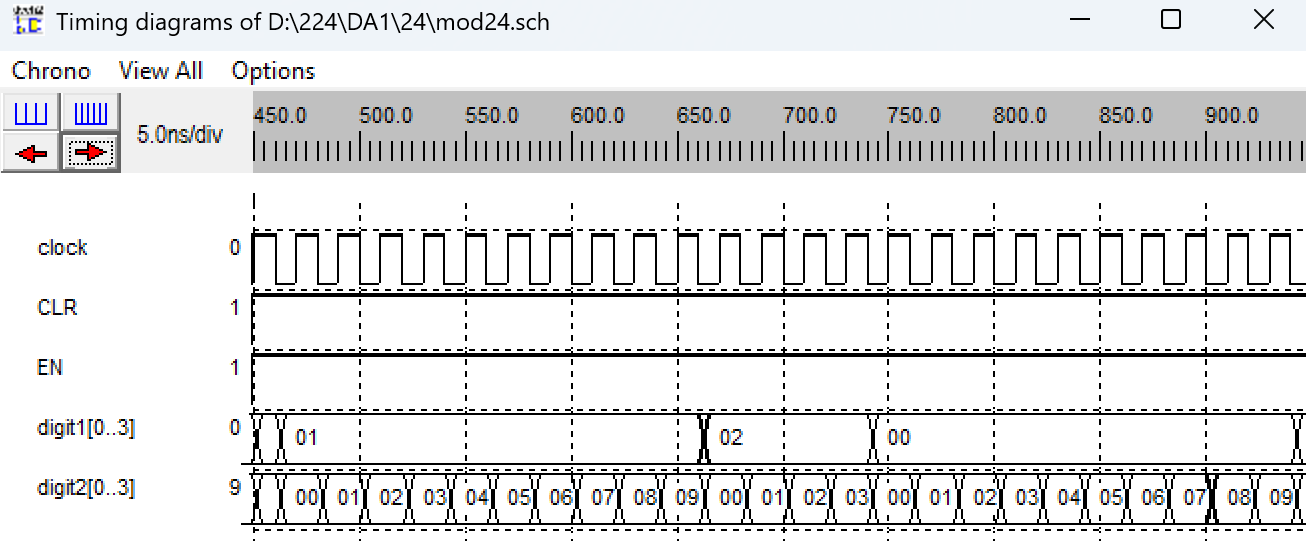 Timing diagrams of D:\224\DA1\24\mod24.sch
Chrono View All Options
5.0ns/div
450.0 500.0 550.0 600.0 650.0 700.0 750.0 800.0 850.0 900.0
clock 0
CLR 1
EN 1
digit1[0..3] 0 01 02 00
digit2[0..3] 9 00 01 02 03 04 05 06 07 08 09 00 01 02 03 00 01 02 03 04 05 06 07 08 09